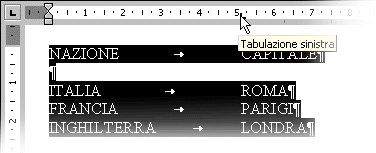 1 2 3 4 5 6 7 8
Tabulazione sinistra
NAZIONE → CAPITALE¶
¶
ITALIA → ROMA¶
FRANCIA → PARIGI¶
INGHILTERRA → LONDRA¶
1
2